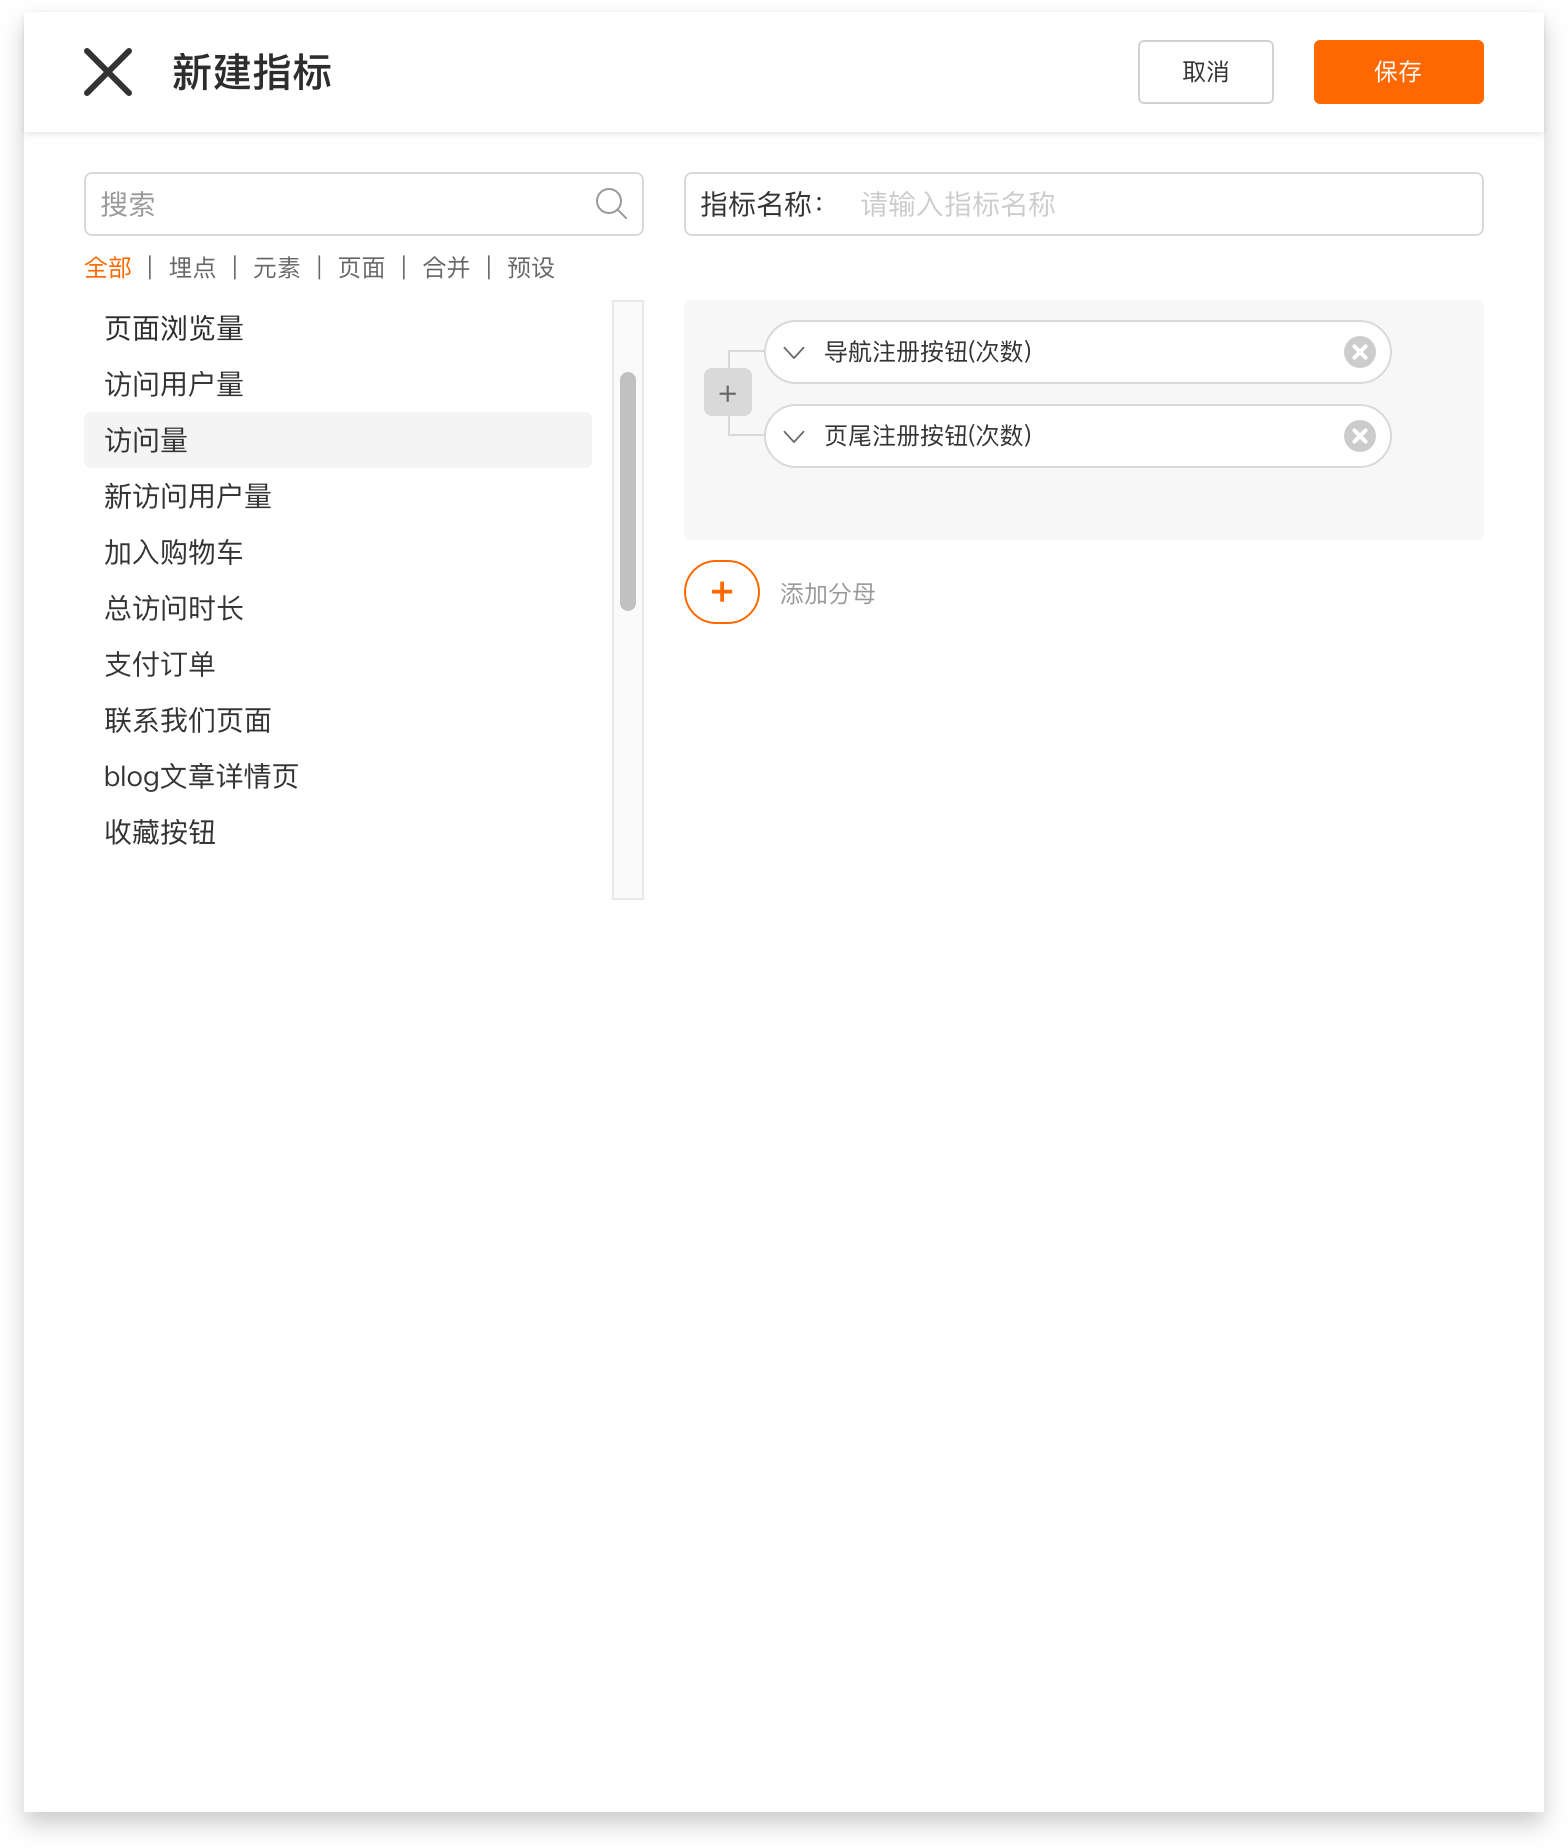 新建指标
取消
保存
搜索
指标名称：
请输入指标名称
全部 | 埋点 | 元素 | 页面 | 合并 | 预设
页面浏览量
访问用户量
访问量
新访问用户量
加入购物车
总访问时长
支付订单
联系我们页面
blog文章详情页
收藏按钮
导航注册按钮(次数)
+
页尾注册按钮(次数)
+ 添加分母